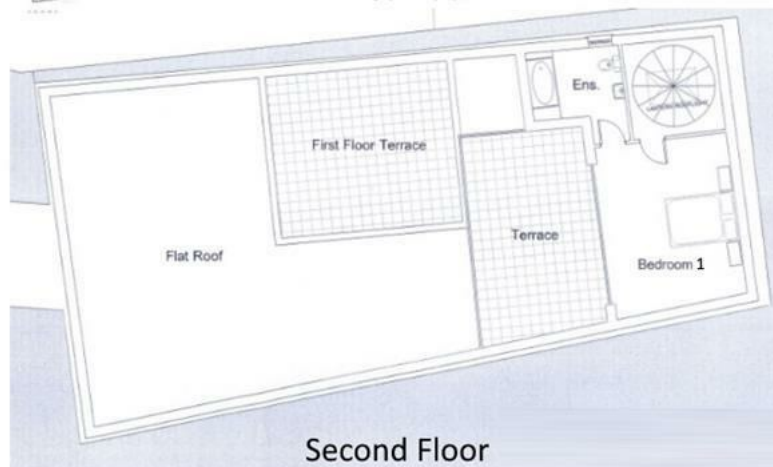 Ens.
First Floor Terrace
Terrace
Flat Roof
Bedroom 1
Second Floor